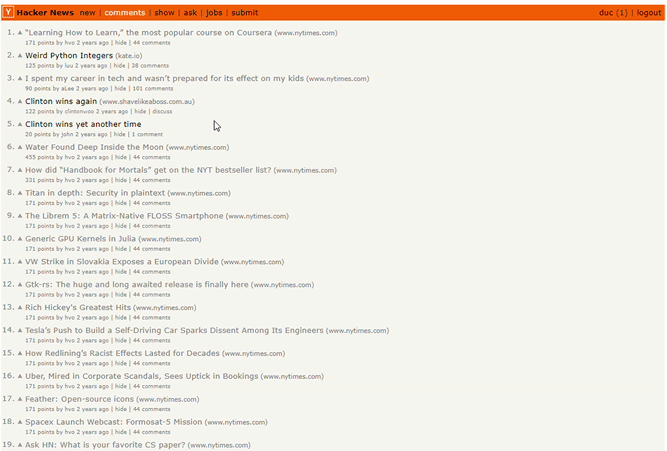 Y Hacker News new | comments | show | ask | jobs | submit duc (1) | logout
1. “Learning How to Learn,” the most popular course on Coursera (www.nytimes.com)
171 points by hvo 2 years ago | hide | 44 comments
2. Weird Python Integers (kate.io)
125 points by luu 2 years ago | hide | 38 comments
3. I spent my career in tech and wasn’t prepared for its effect on my kids (www.nytimes.com)
90 points by aLee 2 years ago | hide | 101 comments
4. Clinton wins again (www.shavelikeaboss.com.au)
122 points by clintonwoo 2 years ago | hide | discuss
5. Clinton wins yet another time
20 points by john 2 years ago | hide | 1 comment
6. Water Found Deep Inside the Moon (www.nytimes.com)
455 points by hvo 2 years ago | hide | 44 comments
7. How did “Handbook for Mortals” get on the NYT bestseller list? (www.nytimes.com)
331 points by hvo 2 years ago | hide | 44 comments
8. Titan in depth: Security in plaintext (www.nytimes.com)
171 points by hvo 2 years ago | hide | 44 comments
9. The Librem 5: A Matrix-Native FLOSS Smartphone (www.nytimes.com)
171 points by hvo 2 years ago | hide | 44 comments
10. Generic GPU Kernels in Julia (www.nytimes.com)
171 points by hvo 2 years ago | hide | 44 comments
11. VW Strike in Slovakia Exposes a European Divide (www.nytimes.com)
171 points by hvo 2 years ago | hide | 44 comments
12. Gtk-rs: The huge and long awaited release is finally here (www.nytimes.com)
171 points by hvo 2 years ago | hide | 44 comments
13. Rich Hickey’s Greatest Hits (www.nytimes.com)
171 points by hvo 2 years ago | hide | 44 comments
14. Tesla’s Push to Build a Self-Driving Car Sparks Dissent Among Its Engineers (www.nytimes.com)
171 points by hvo 2 years ago | hide | 44 comments
15. How Redlining’s Racist Effects Lasted for Decades (www.nytimes.com)
171 points by hvo 2 years ago | hide | 44 comments
16. Uber, Mired in Corporate Scandals, Sees Uptick in Bookings (www.nytimes.com)
171 points by hvo 2 years ago | hide | 44 comments
17. Feather: Open-source icons (www.nytimes.com)
171 points by hvo 2 years ago | hide | 44 comments
18. Spacex Launch Webcast: Formosat-5 Mission (www.nytimes.com)
171 points by hvo 2 years ago | hide | 44 comments
19. Ask HN: What is your favorite CS paper? (www.nytimes.com)